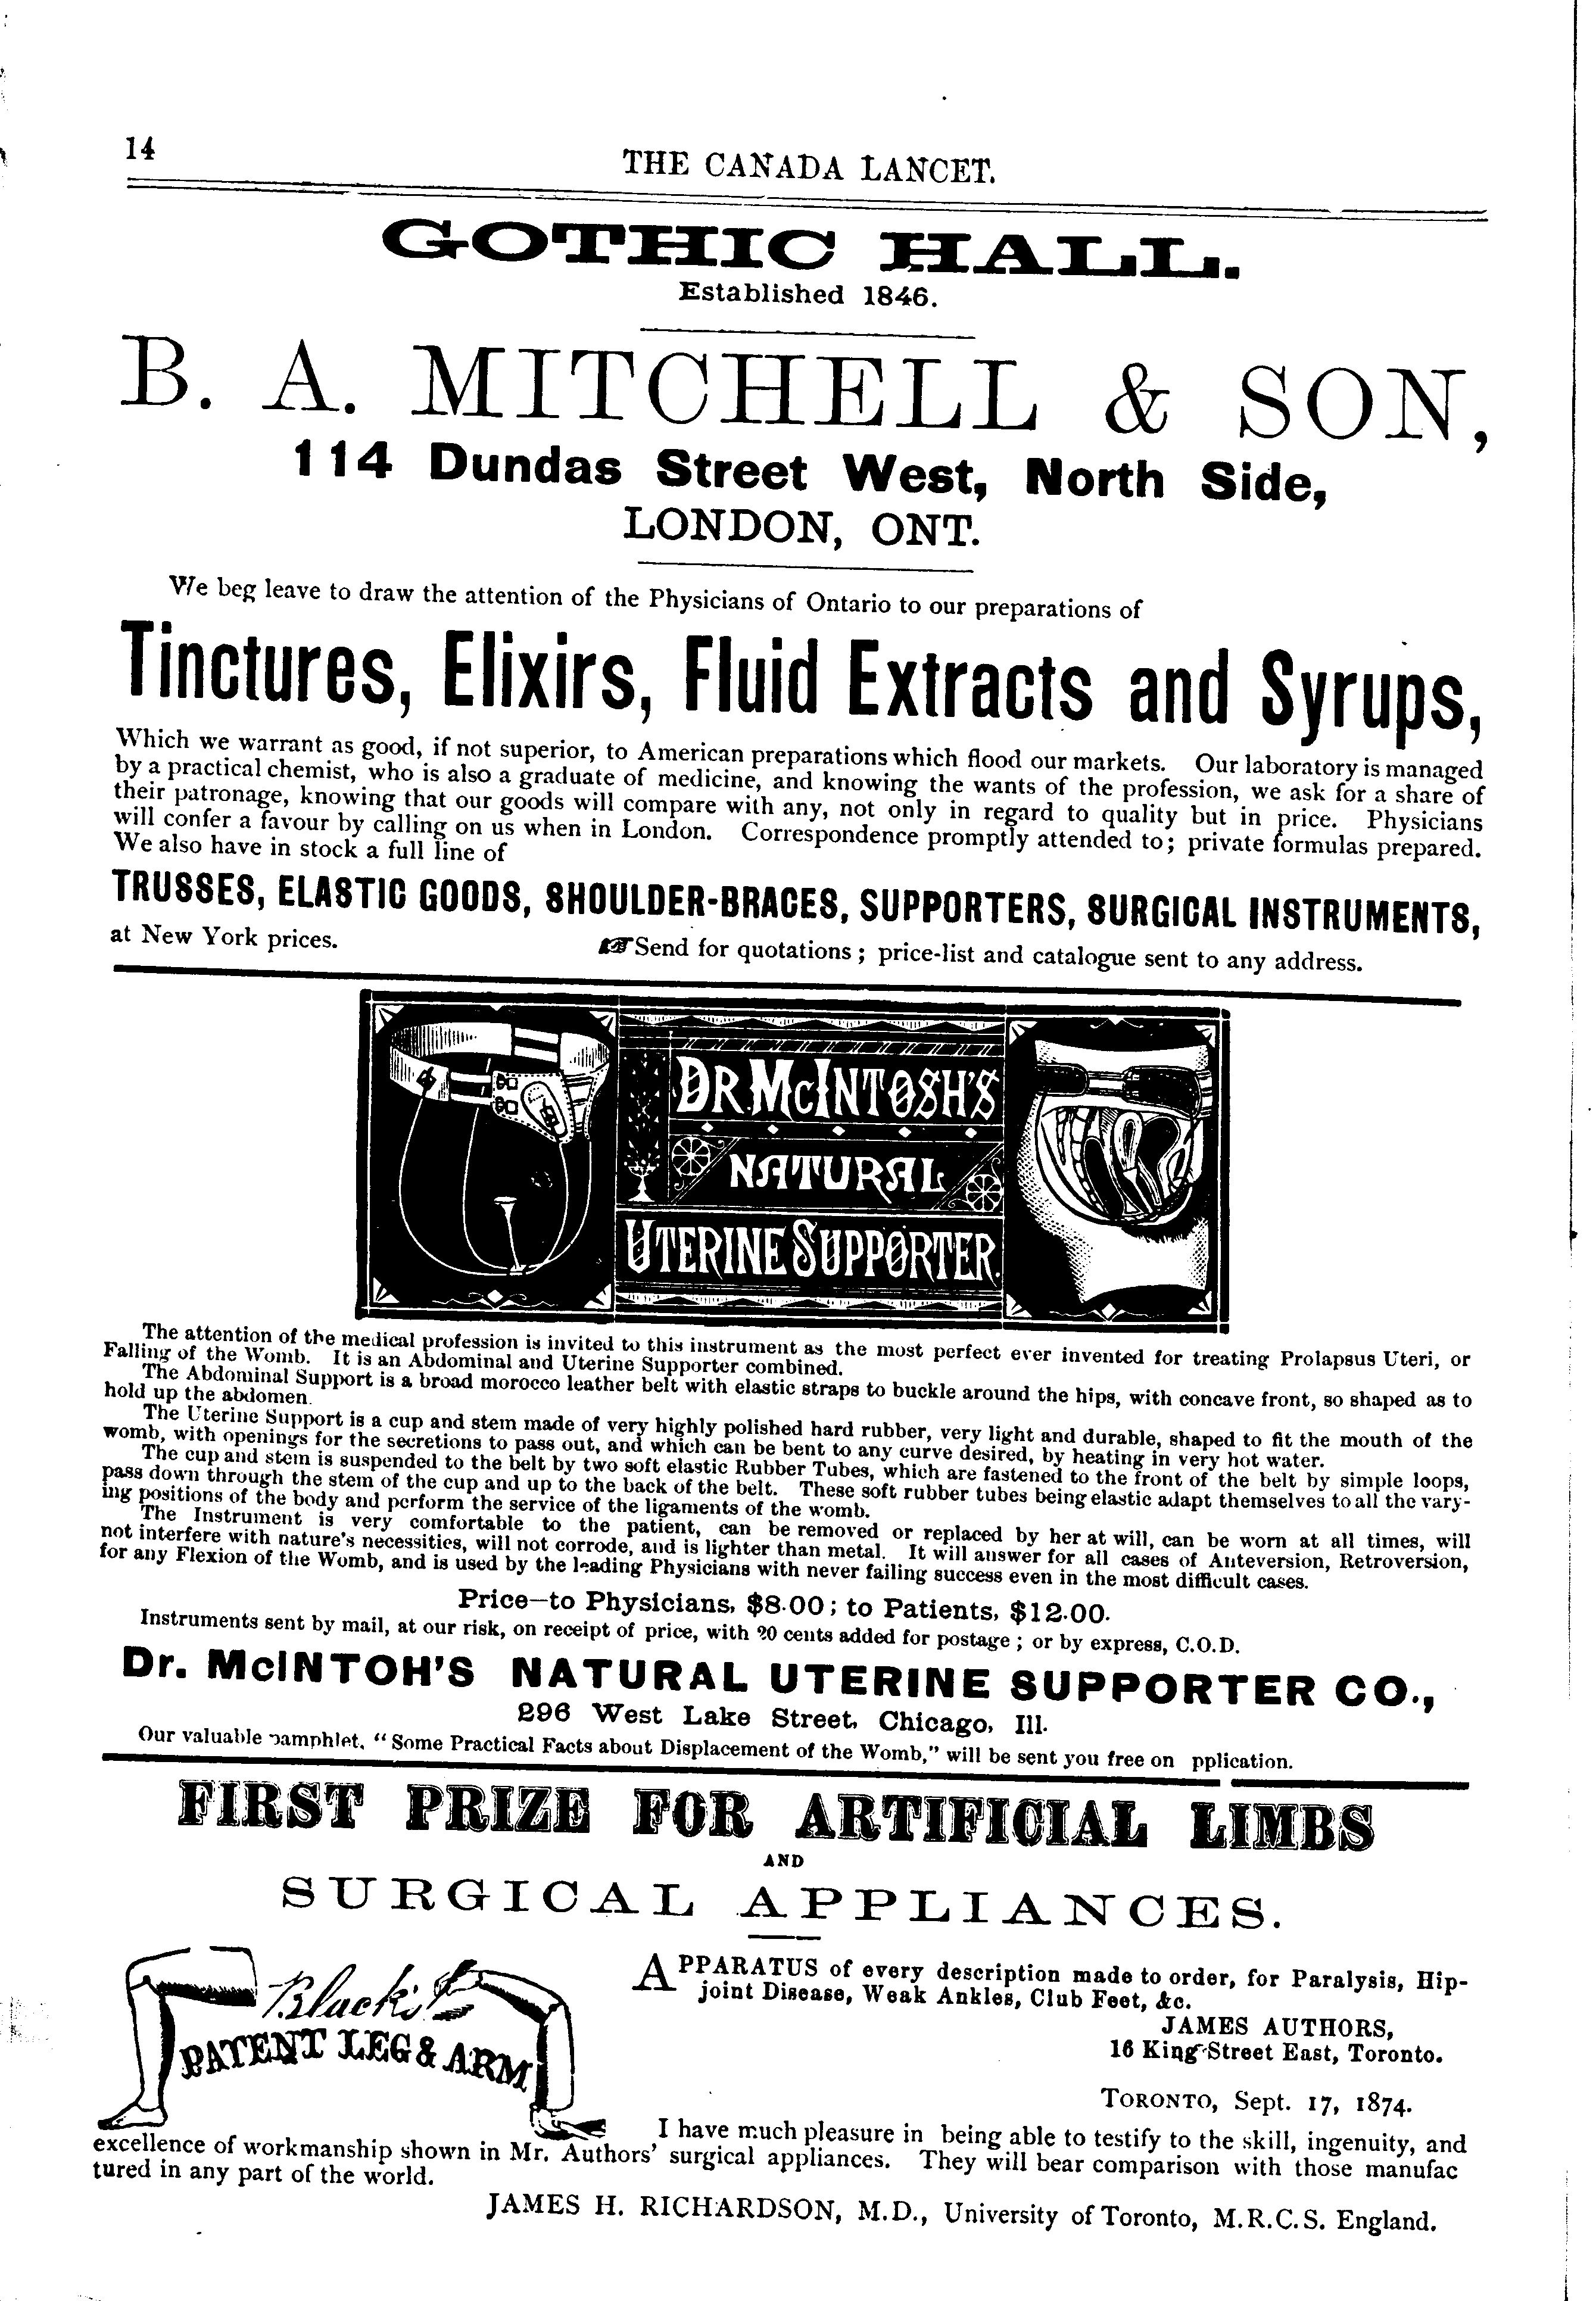 14
THE CANADA LANCET.
GOTHIC HALL.
Established 1846.
B. A. MITCHELL & SON,
114 Dundas Street West, North Side,
LONDON, ONT.
We beg leave to draw the attention of the Physicians of Ontario to our preparations of
Tinctures, Elixirs, Fluid Extracts and Syrups,
Which we warrant as good, if not superior, to American preparations which flood our markets. Our laboratory is managed
by a practical chemist, who is also a graduate of medicine, and knowing the wants of the profession, we ask for a share of
their patronage, knowing that our goods will compare with any, not only in regard to quality but in price. Physicians
will confer a favour by calling on us when in London. Correspondence promptly attended to; private formulas prepared.
We also have in stock a full line of
TRUSSES, ELASTIC GOODS, SHOULDER-BRACES, SUPPORTERS, SURGICAL INSTRUMENTS,
at New York prices. ☞Send for quotations; price-list and catalogue sent to any address.
DR. McINTOSH'S
NATURAL
UTERINE SUPPORTER.
The attention of the medical profession is invited to this instrument as the most perfect ever invented for treating Prolapsus Uteri, or
Falling of the Womb. It is an Abdominal and Uterine Supporter combined.
The Abdominal Support is a broad morocco leather belt with elastic straps to buckle around the hips, with concave front, so shaped as to
hold up the abdomen.
The Uterine Support is a cup and stem made of very highly polished hard rubber, very light and durable, shaped to fit the mouth of the
womb, with openings for the secretions to pass out, and which can be bent to any curve desired, by heating in very hot water.
The cup and stem is suspended to the belt by two soft elastic Rubber Tubes, which are fastened to the front of the belt by simple loops,
pass down through the stem of the cup and up to the back of the belt. These soft rubber tubes being elastic adapt themselves to all the vary-
ing positions of the body and perform the service of the ligaments of the womb.
The Instrument is very comfortable to the patient, can be removed or replaced by her at will, can be worn at all times, will
not interfere with nature's necessities, will not corrode, and is lighter than metal. It will answer for all cases of Anteversion, Retroversion,
for any Flexion of the Womb, and is used by the leading Physicians with never failing success even in the most difficult cases.
Price—to Physicians, $8.00; to Patients, $12.00.
Instruments sent by mail, at our risk, on receipt of price, with 20 cents added for postage; or by express, C.O.D.
Dr. McINTOH'S NATURAL UTERINE SUPPORTER CO.,
296 West Lake Street, Chicago, Ill.
Our valuable pamphlet, "Some Practical Facts about Displacement of the Womb," will be sent you free on pplication.
FIRST PRIZE FOR ARTIFICIAL LIMBS
AND
SURGICAL APPLIANCES.
Black's
PATENT LEG & ARM
APPARATUS of every description made to order, for Paralysis, Hip-
joint Disease, Weak Ankles, Club Feet, &c.
JAMES AUTHORS,
16 King Street East, Toronto.
TORONTO, Sept. 17, 1874.
I have much pleasure in being able to testify to the skill, ingenuity, and
excellence of workmanship shown in Mr. Authors' surgical appliances. They will bear comparison with those manufac
tured in any part of the world.
JAMES H. RICHARDSON, M.D., University of Toronto, M.R.C.S. England.